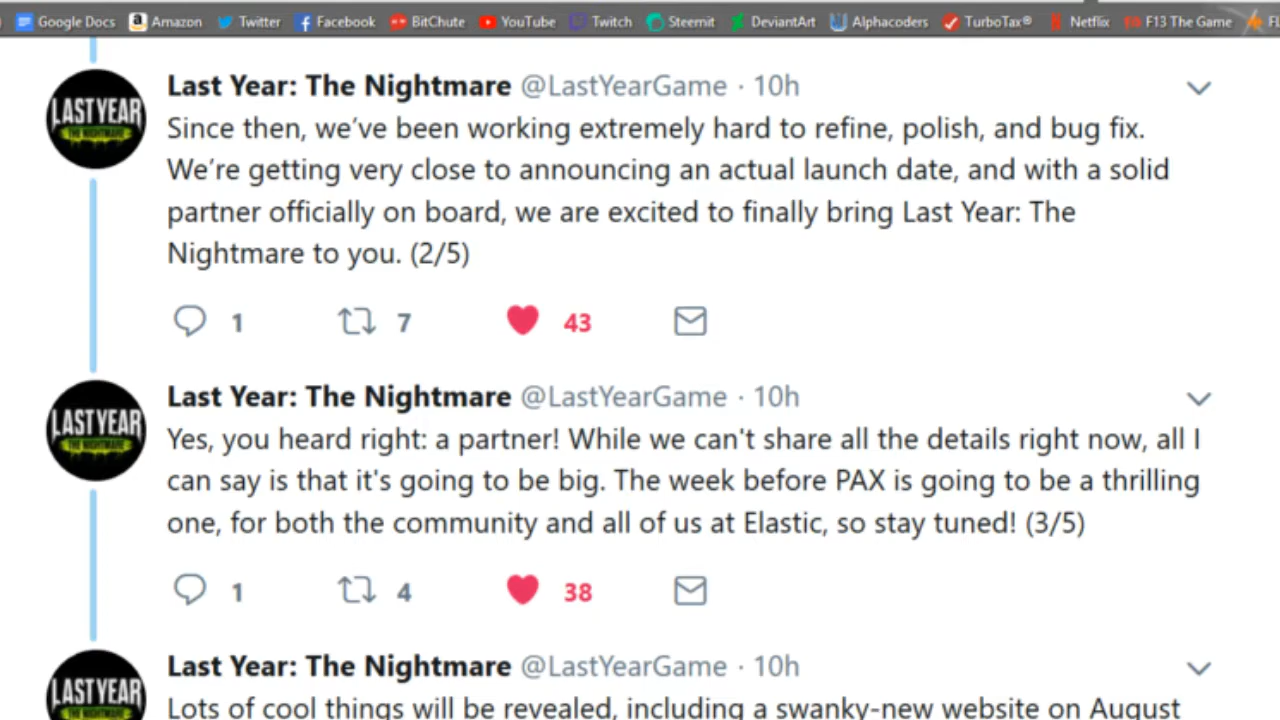 Google Docs Amazon Twitter Facebook BitChute YouTube Twitch Steemit DeviantArt Alphacoders TurboTax® Netflix F13 The Game
Last Year: The Nightmare @LastYearGame · 10h
LAST YEAR
THE NIGHTMARE
Since then, we’ve been working extremely hard to refine, polish, and bug fix.
We’re getting very close to announcing an actual launch date, and with a solid
partner officially on board, we are excited to finally bring Last Year: The
Nightmare to you. (2/5)
1 7 43
Last Year: The Nightmare @LastYearGame · 10h
LAST YEAR
THE NIGHTMARE
Yes, you heard right: a partner! While we can't share all the details right now, all I
can say is that it's going to be big. The week before PAX is going to be a thrilling
one, for both the community and all of us at Elastic, so stay tuned! (3/5)
1 4 38
Last Year: The Nightmare @LastYearGame · 10h
LAST YEAR
THE NIGHTMARE
Lots of cool things will be revealed, including a swanky-new website on August